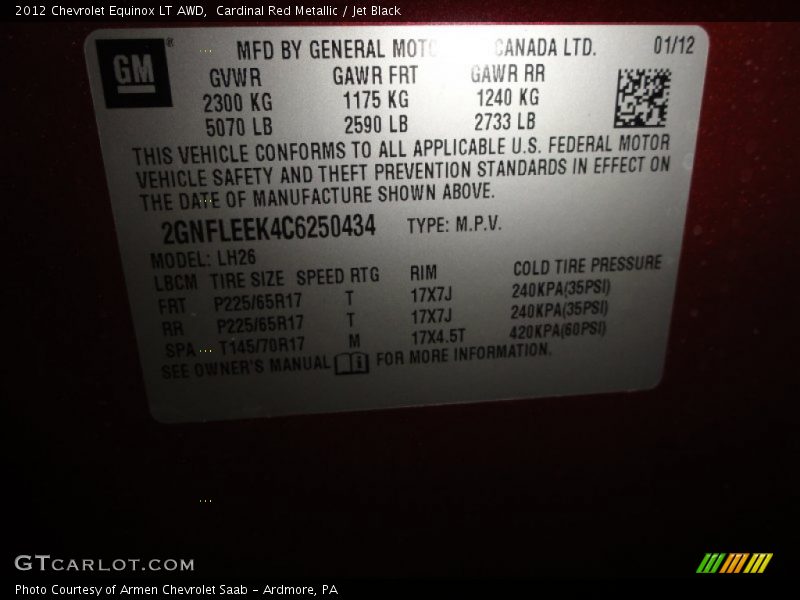 2012 Chevrolet Equinox LT AWD,  Cardinal Red Metallic / Jet Black
GM®
MFD BY GENERAL CANADA LTD. 01/12
GVWR GAWR FRT GAWR RR
2300 KG 1175 KG 1240 KG
5070 LB 2590 LB 2733 LB
THIS VEHICLE CONFORMS TO ALL APPLICABLE U.S. FEDERAL MOTOR
VEHICLE SAFETY AND THEFT PREVENTION STANDARDS IN EFFECT ON
THE DATE OF MANUFACTURE SHOWN ABOVE.
2GNFLEEK4C6250434 TYPE: M.P.V.
MODEL: LH26
LBCM TIRE SIZE SPEED RTG RIM COLD TIRE PRESSURE
FRT P225/65R17 T 17X7J 240KPA(35PSI)
RR P225/65R17 T 17X7J 240KPA(35PSI)
SPA T145/70R17 M 17X4.5T 420KPA(60PSI)
SEE OWNER'S MANUAL FOR MORE INFORMATION.
GTCARLOT.COM
Photo Courtesy of Armen Chevrolet Saab - Ardmore, PA